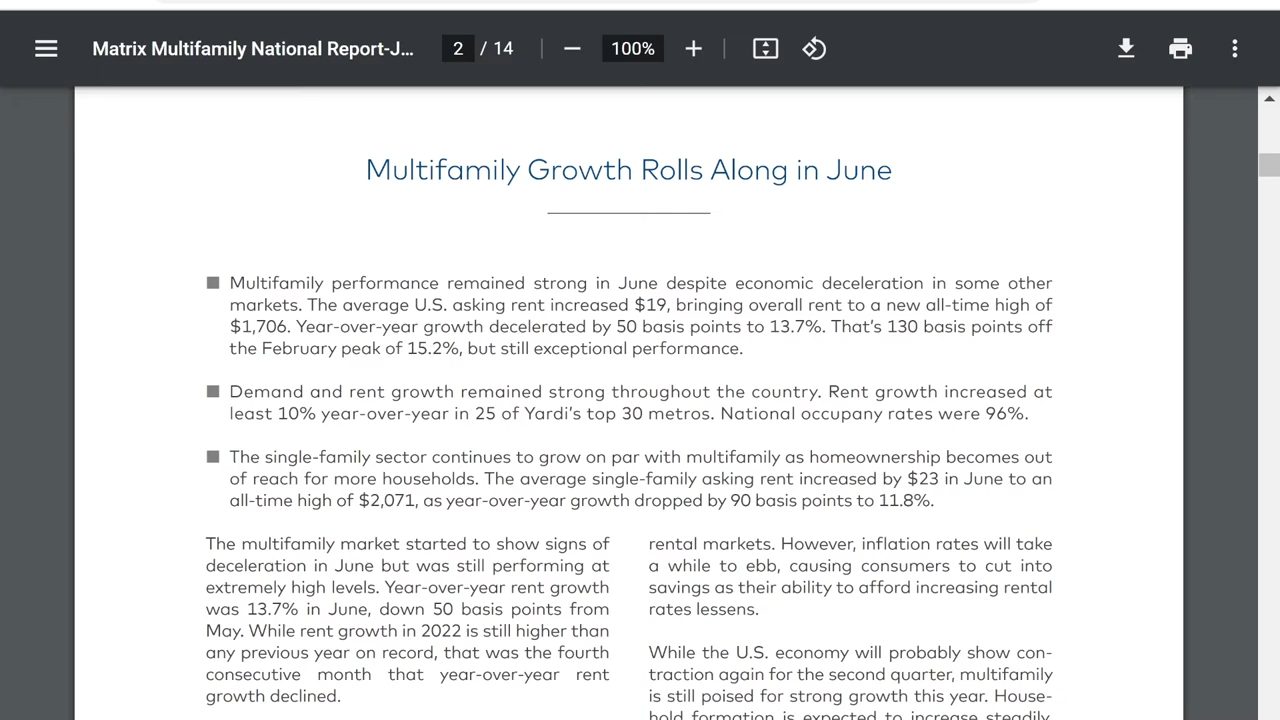 Matrix Multifamily National Report-J...
2 / 14
100%
Multifamily Growth Rolls Along in June
Multifamily performance remained strong in June despite economic deceleration in some other
markets. The average U.S. asking rent increased $19, bringing overall rent to a new all-time high of
$1,706. Year-over-year growth decelerated by 50 basis points to 13.7%. That's 130 basis points off
the February peak of 15.2%, but still exceptional performance.
Demand and rent growth remained strong throughout the country. Rent growth increased at
least 10% year-over-year in 25 of Yardi's top 30 metros. National occupany rates were 96%.
The single-family sector continues to grow on par with multifamily as homeownership becomes out
of reach for more households. The average single-family asking rent increased by $23 in June to an
all-time high of $2,071, as year-over-year growth dropped by 90 basis points to 11.8%.
The multifamily market started to show signs of
deceleration in June but was still performing at
extremely high levels. Year-over-year rent growth
was 13.7% in June, down 50 basis points from
May. While rent growth in 2022 is still higher than
any previous year on record, that was the fourth
consecutive month that year-over-year rent
growth declined.
rental markets. However, inflation rates will take
a while to ebb, causing consumers to cut into
savings as their ability to afford increasing rental
rates lessens.
While the U.S. economy will probably show con-
traction again for the second quarter, multifamily
is still poised for strong growth this year. House-
hold formation is expected to increase steadily,